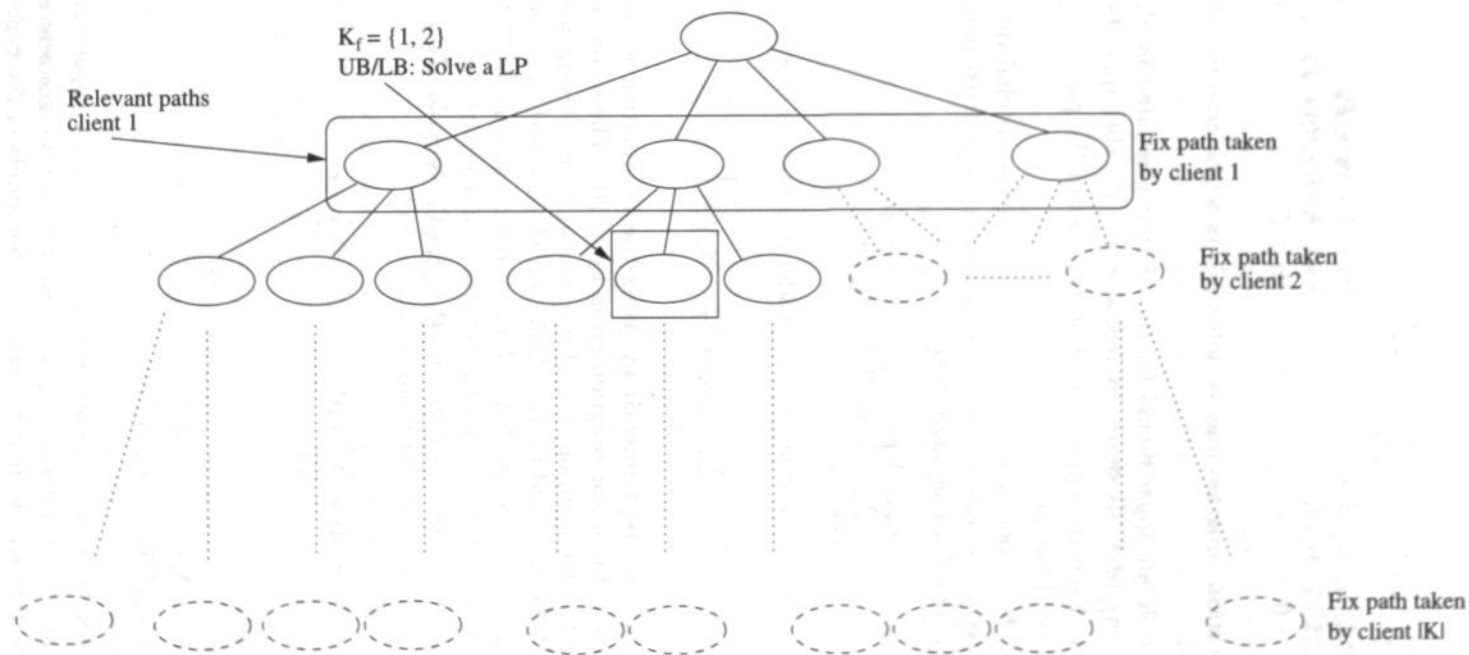 K_f = {1, 2}
UB/LB: Solve a LP
Relevant paths
client 1
Fix path taken
by client 1
Fix path taken
by client 2
Fix path taken
by client |K|